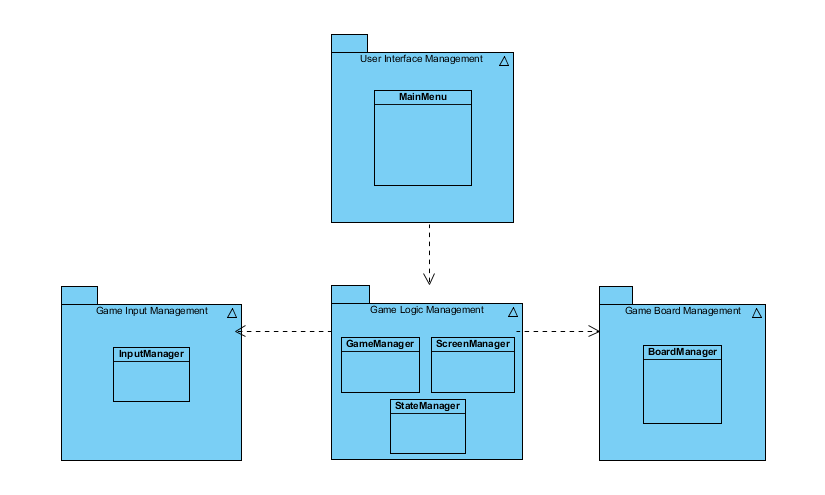 User Interface Management
MainMenu
Game Input Management
InputManager
Game Logic Management
GameManager
ScreenManager
StateManager
Game Board Management
BoardManager